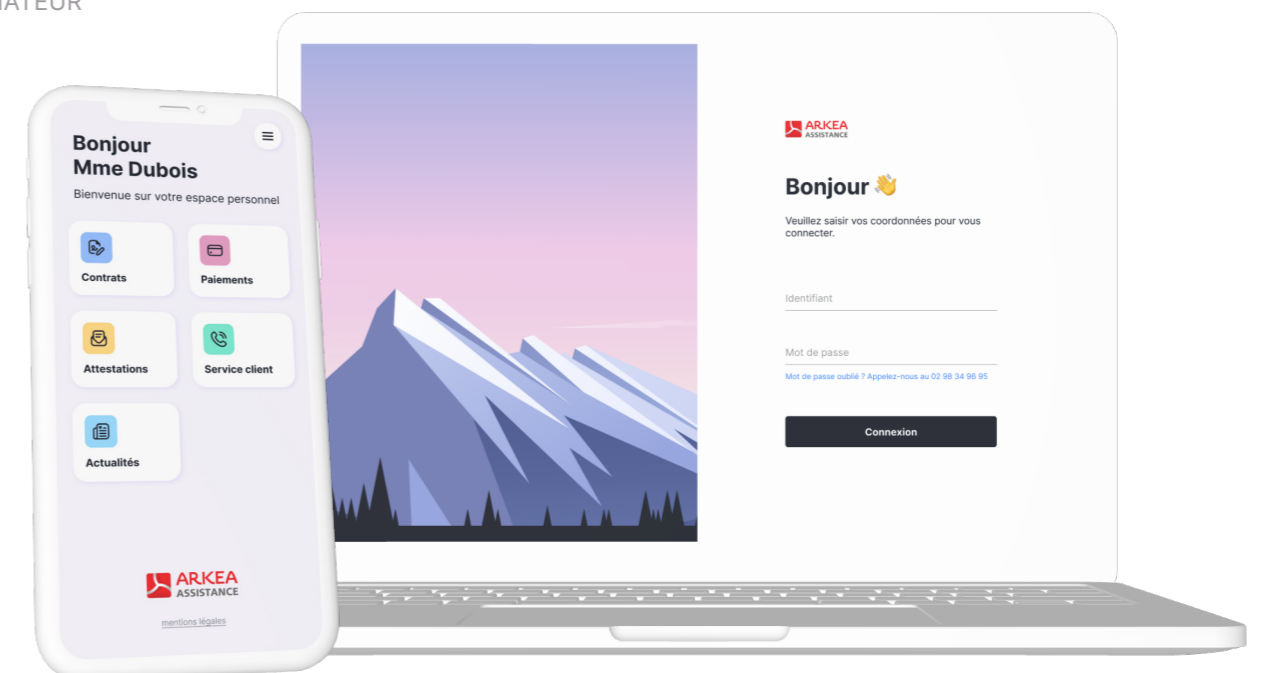 Bonjour
Mme Dubois
Bienvenue sur votre espace personnel
Contrats
Paiements
Attestations
Service client
Actualités
ARKEA
ASSISTANCE
mentions légales
ARKEA
ASSISTANCE
Bonjour 👋
Veuillez saisir vos coordonnées pour vous
connecter.
Identifiant
Mot de passe
Mot de passe oublié ? Appelez-nous au 02 98 34 96 95
Connexion